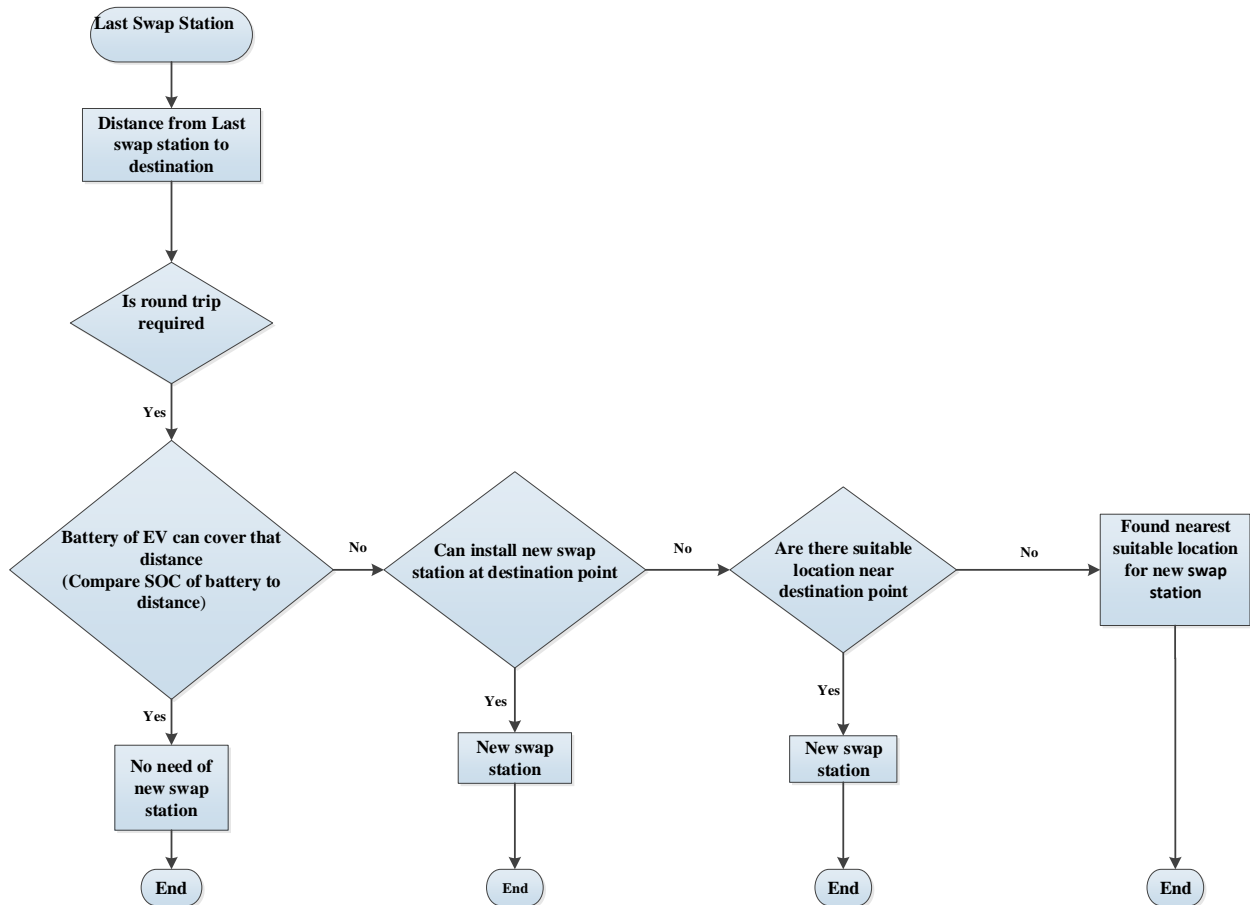 Last Swap Station
Distance from Last
swap station to
destination
Is round trip
required
Yes
Battery of EV can cover that
distance
(Compare SOC of battery to
distance)
No
Can install new swap
station at destination point
No
Are there suitable
location near
destination point
No
Found nearest
suitable location
for new swap
station
Yes
No need of
new swap
station
End
Yes
New swap
station
End
Yes
New swap
station
End
End